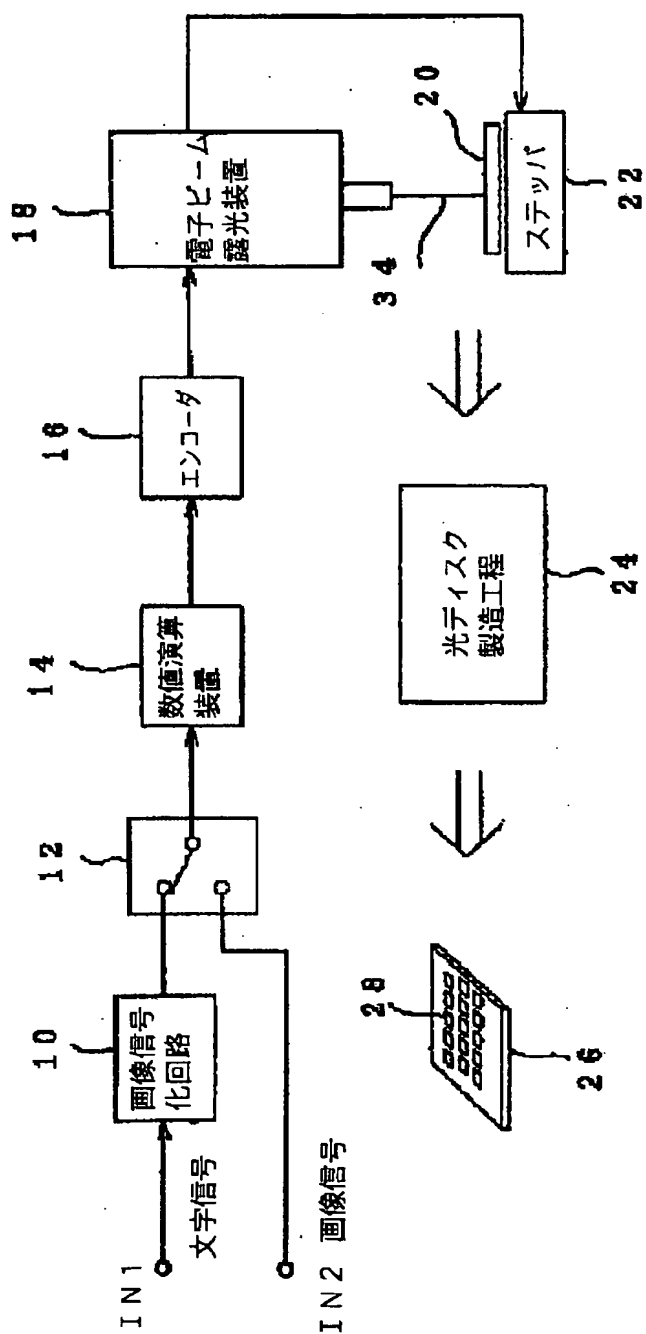 IN1
文字信号
IN2 画像信号
10
画像信号
化回路
12
14
数値演算
装置
16
エンコーダ
18
電子ビーム
露光装置
34
20
ステッパ
22
光ディスク
製造工程
24
28
26